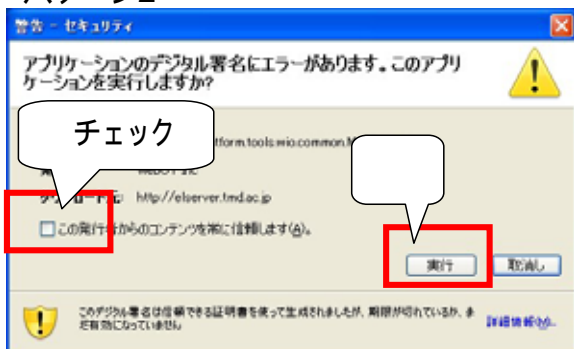 警告 - セキュリティ
アプリケーションのデジタル署名にエラーがあります。このアプリ
ケーションを実行しますか?
チェック
tform.tools.wio.common.M
http://elserver.tmd.ac.jp
この発行者からのコンテンツを常に信頼します(A)。
実行
取消し
このデジタル署名は信頼できる証明書を使って生成されましたが、期限が切れているか、ま
だ有効になっていません
詳細情報(M)...